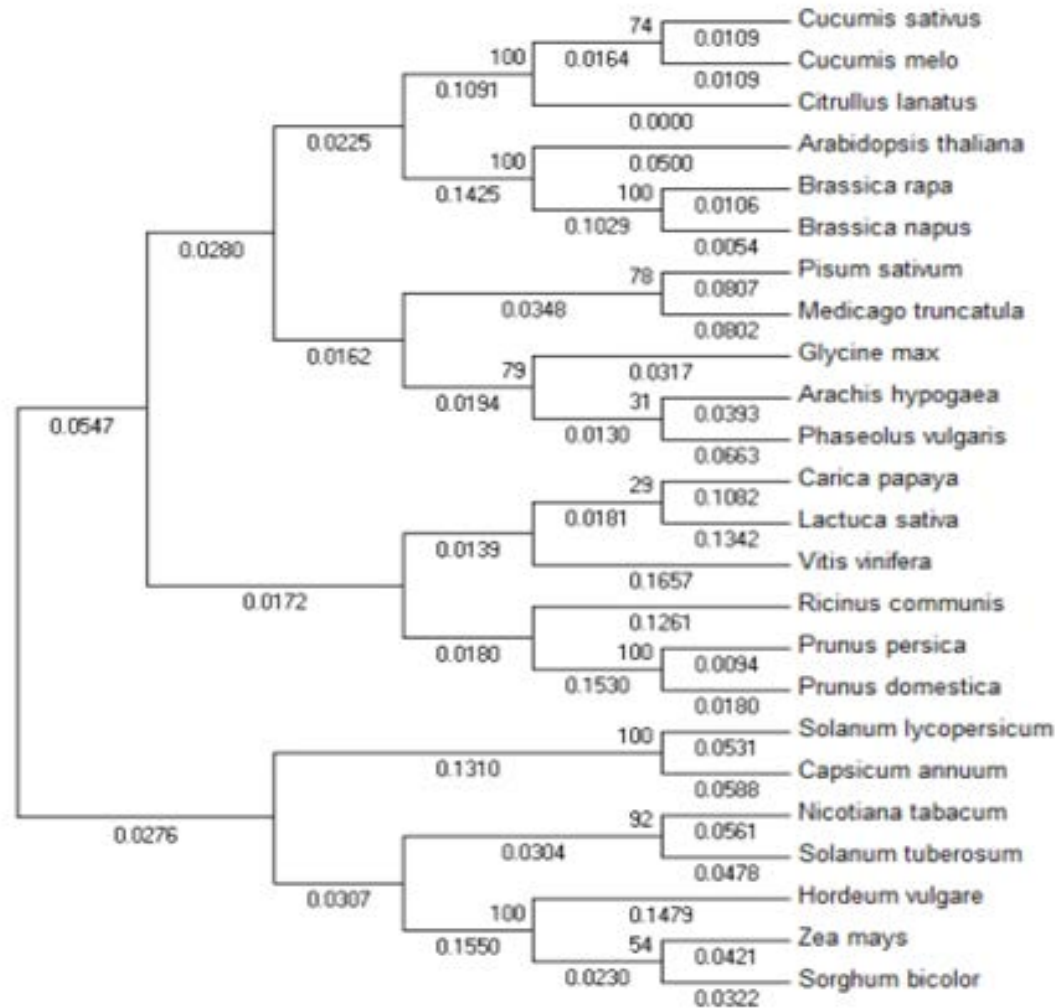 Cucumis sativus
74
0.0109
0.0164
Cucumis melo
100
0.0109
0.1091
Citrullus lanatus
0.0000
0.0225
Arabidopsis thaliana
100
0.0500
0.1425
Brassica rapa
100
0.0106
0.1029
Brassica napus
0.0054
0.0280
Pisum sativum
78
0.0807
0.0348
Medicago truncatula
0.0802
0.0162
Glycine max
79
0.0317
0.0194
Arachis hypogaea
31
0.0393
0.0130
Phaseolus vulgaris
0.0663
0.0547
Carica papaya
29
0.1082
0.0181
Lactuca sativa
0.1342
0.0139
Vitis vinifera
0.1657
0.0172
Ricinus communis
0.1261
0.0180
Prunus persica
100
0.0094
0.1530
Prunus domestica
0.0180
Solanum lycopersicum
100
0.0531
0.1310
Capsicum annuum
0.0588
0.0276
Nicotiana tabacum
92
0.0561
0.0304
Solanum tuberosum
0.0478
0.0307
Hordeum vulgare
100
0.1479
0.1550
Zea mays
54
0.0421
0.0230
Sorghum bicolor
0.0322